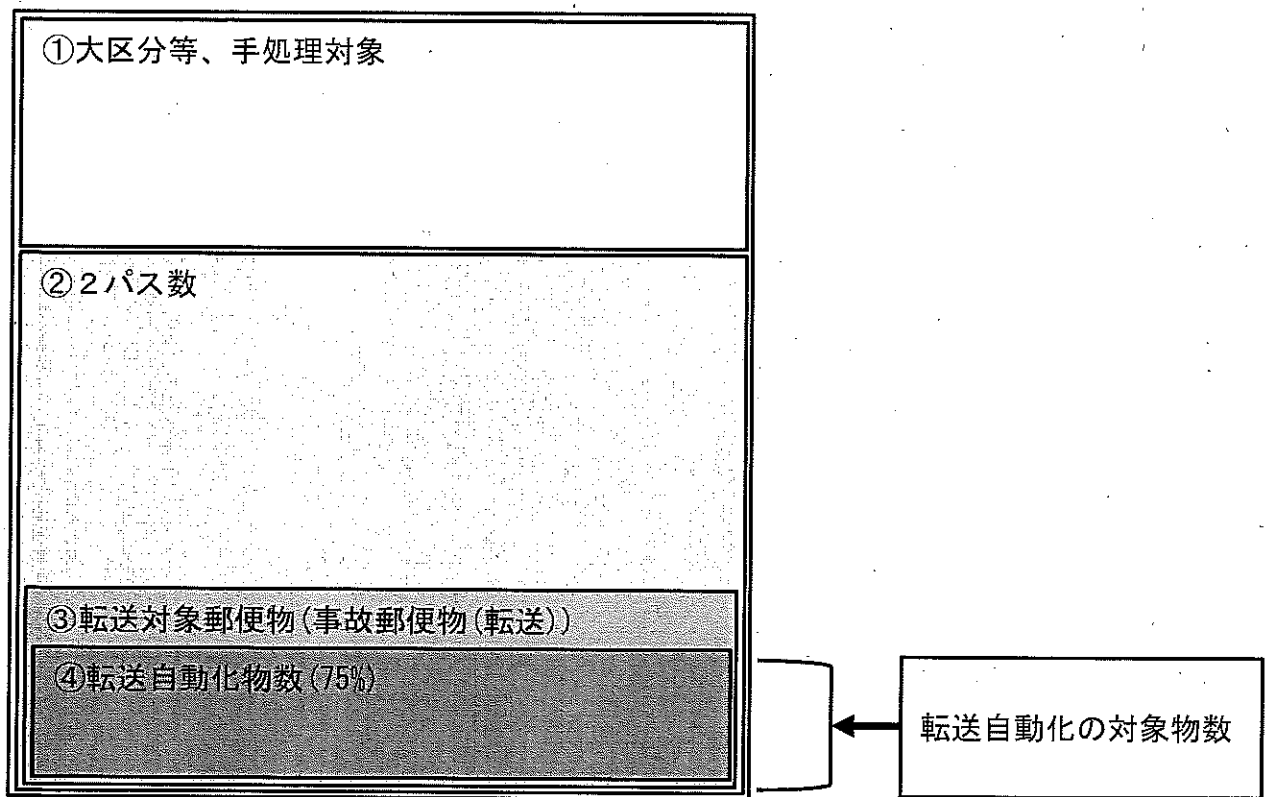 ①大区分等、手処理対象
②２パス数
③転送対象郵便物(事故郵便物(転送))
④転送自動化物数(75%)
転送自動化の対象物数